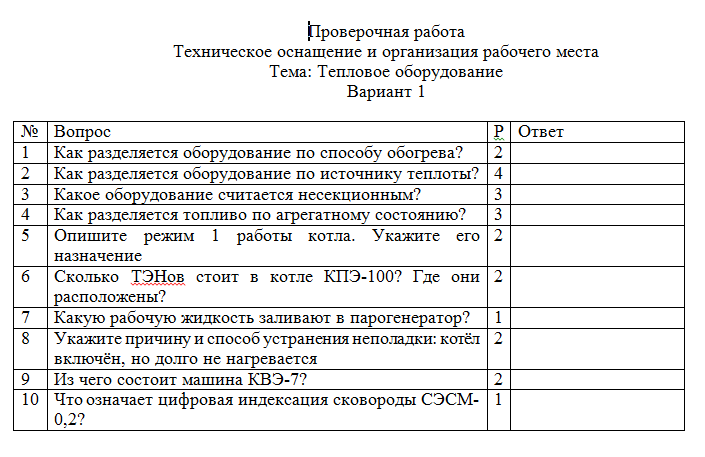 Проверочная работа
Техническое оснащение и организация рабочего места
Тема: Тепловое оборудование
Вариант 1
№ Вопрос Р Ответ
1 Как разделяется оборудование по способу обогрева? 2
2 Как разделяется оборудование по источнику теплоты? 4
3 Какое оборудование считается несекционным? 3
4 Как разделяется топливо по агрегатному состоянию? 3
5 Опишите режим 1 работы котла. Укажите его 2
назначение
6 Сколько ТЭНов стоит в котле КПЭ-100? Где они 2
расположены?
7 Какую рабочую жидкость заливают в парогенератор? 1
8 Укажите причину и способ устранения неполадки: котёл 2
включён, но долго не нагревается
9 Из чего состоит машина КВЭ-7? 2
10 Что означает цифровая индексация сковороды СЭСМ- 1
0,2?